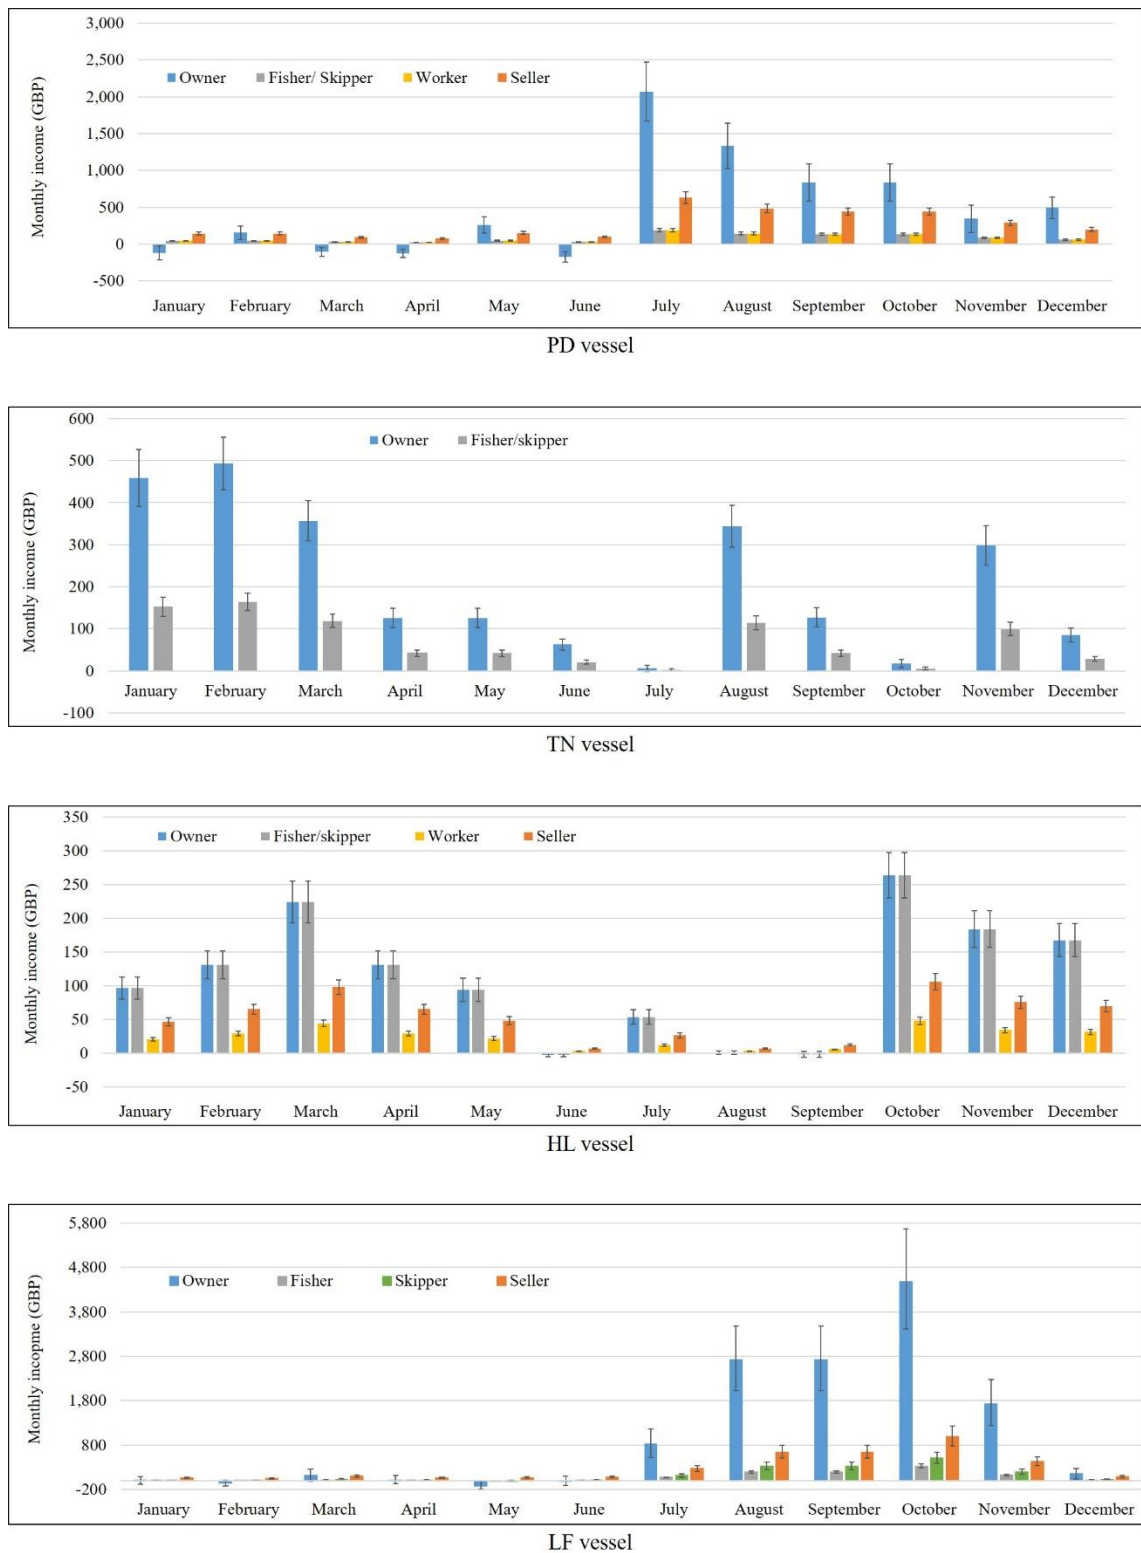 3,000
2,500
Owner Fisher/ Skipper Worker Seller
2,000
1,500
1,000
500
0
-500
Monthly income (GBP)
January February March April May June July August September October November December
PD vessel
600
Owner Fisher/skipper
500
400
300
200
100
0
-100
Monthly income (GBP)
January February March April May June July August September October November December
TN vessel
350
Owner Fisher/skipper Worker Seller
300
250
200
150
100
50
0
-50
Monthly income (GBP)
January February March April May June July August September October November December
HL vessel
5,800
4,800
Owner Fisher Skipper Seller
3,800
2,800
1,800
800
-200
Monthly incopme (GBP)
January February March April May June July August September October November December
LF vessel